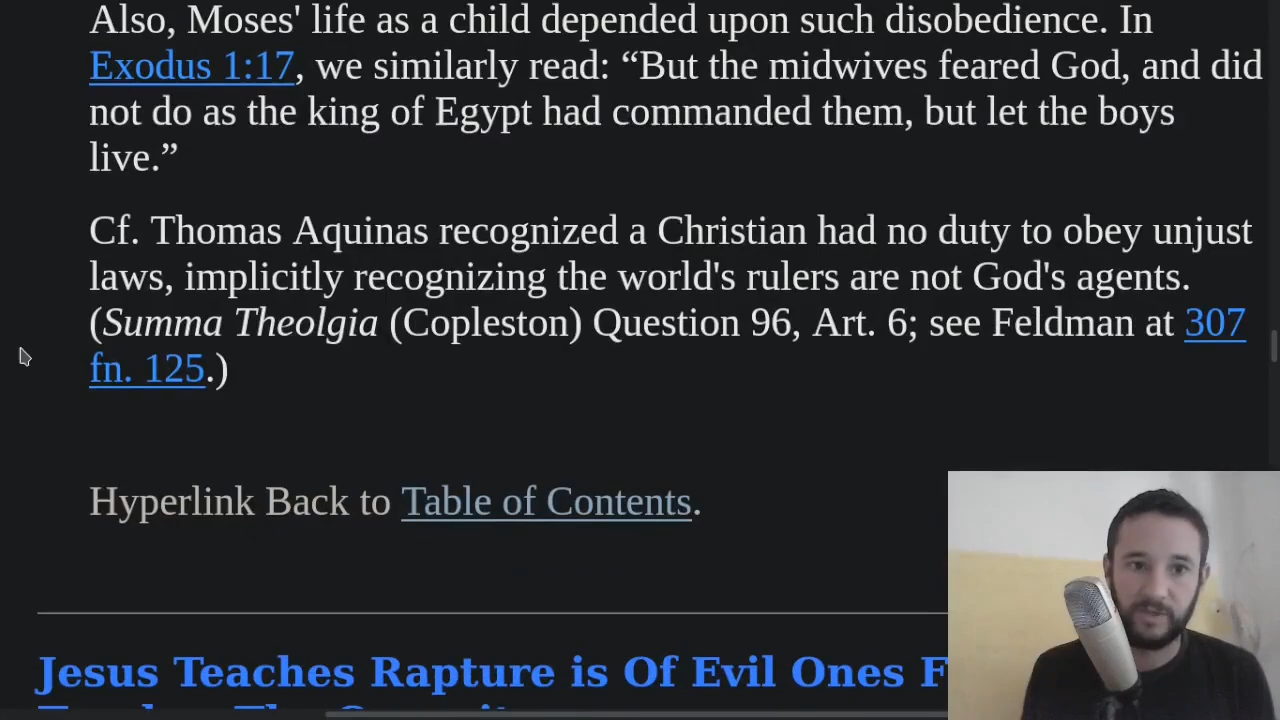 Also, Moses' life as a child depended upon such disobedience. In
Exodus 1:17, we similarly read: “But the midwives feared God, and did
not do as the king of Egypt had commanded them, but let the boys
live.”
Cf. Thomas Aquinas recognized a Christian had no duty to obey unjust
laws, implicitly recognizing the world's rulers are not God's agents.
(Summa Theolgia (Copleston) Question 96, Art. 6; see Feldman at 307
fn. 125.)
Hyperlink Back to Table of Contents.
Jesus Teaches Rapture is Of Evil Ones